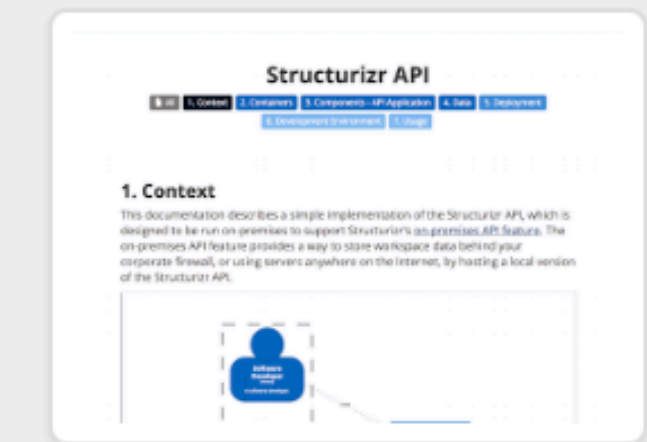 Structurizr API
All 1. Context 2. Containers 3. Components - API Application 4. Data 5. Deployment
6. Development Environment 7. Usage
1. Context
This documentation describes a simple implementation of the Structurizr API, which is
designed to be run on-premises to support Structurizr's on-premises API feature. The
on-premises API feature provides a way to store workspace data behind your
corporate firewall, or using servers anywhere on the Internet, by hosting a local version
of the Structurizr API.
Software
Developer